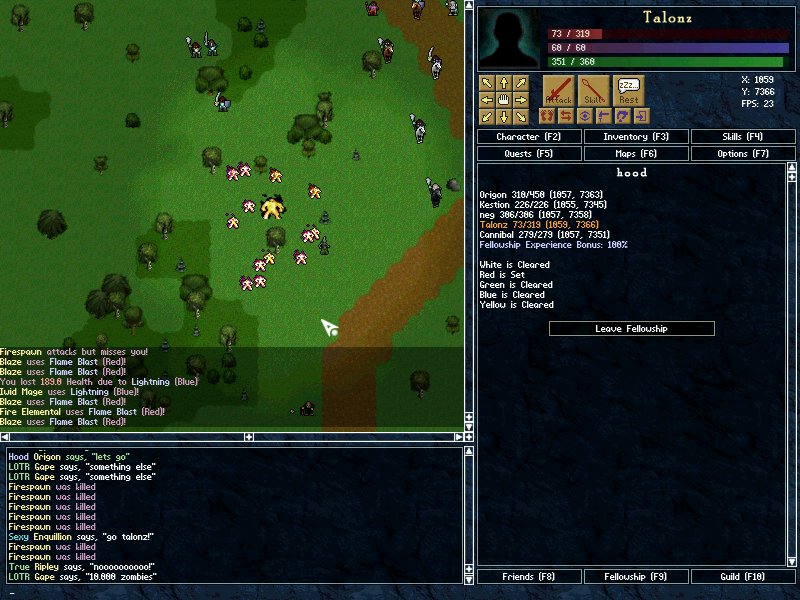 Talonz
73 / 319
60 / 60
351 / 360
X: 1059
Y: 7366
FPS: 23
Attack
Skills
zZz...
Rest
Character (F2)
Inventory (F3)
Skills (F4)
Quests (F5)
Maps (F6)
Options (F7)
hood
Origon 310/450 (1057, 7363)
Kestion 226/226 (1055, 7345)
neg 306/306 (1057, 7358)
Talonz 73/319 (1059, 7366)
Cannibal 279/279 (1057, 7351)
Fellowship Experience Bonus: 100%
White is Cleared
Red is Set
Green is Cleared
Blue is Cleared
Yellow is Cleared
Leave Fellowship
Firespawn attacks but misses you!
Blaze uses Flame Blast (Red)!
Blaze uses Flame Blast (Red)!
You lost 189.0 Health due to Lightning (Blue)
Ivid Mage uses Lightning (Blue)!
Blaze uses Flame Blast (Red)!
Fire Elemental uses Flame Blast (Red)!
Blaze uses Flame Blast (Red)!
Hood Origon says, "lets go"
LOTR Gape says, "something else"
LOTR Gape says, "something else"
Firespawn was killed
Firespawn was killed
Firespawn was killed
Firespawn was killed
Firespawn was killed
Sexy Enquillion says, "go talonz!"
Firespawn was killed
Firespawn was killed
True Ripley says, "noooooooooo!"
LOTR Gape says, "10.000 zombies"
Friends (F8)
Fellowship (F9)
Guild (F10)